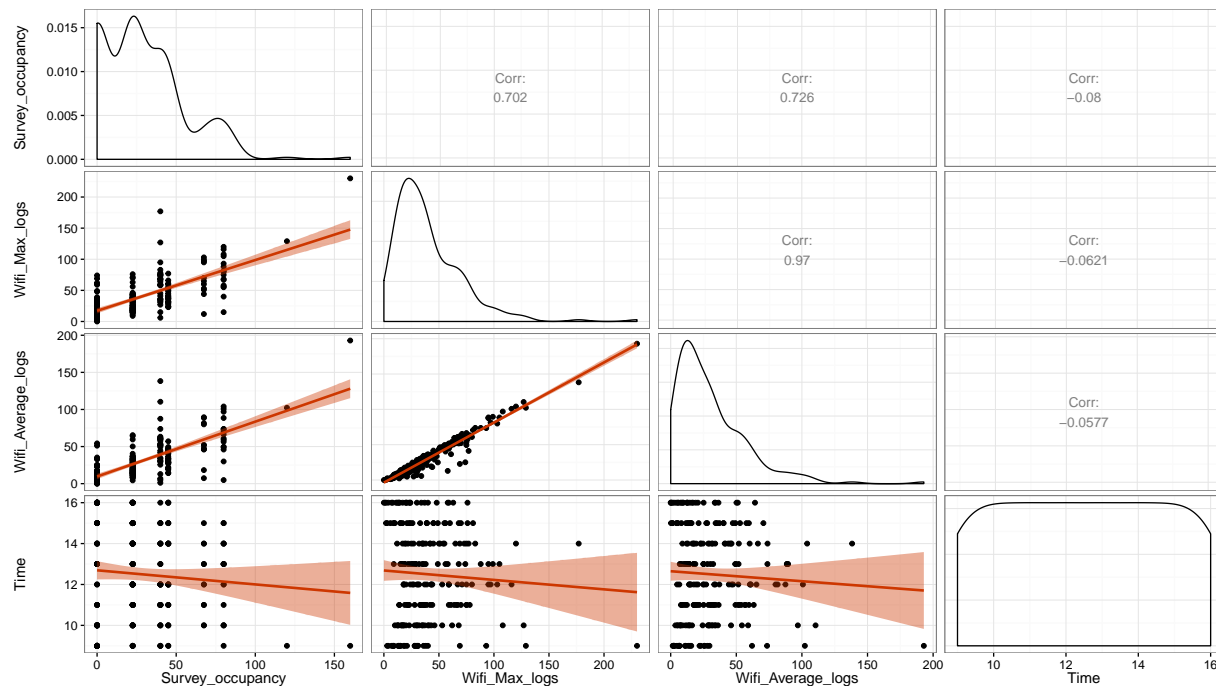 Survey_occupancy
0.015
0.010
0.005
0.000
Corr:
0.702
Corr:
0.726
Corr:
−0.08
Wifi_Max_logs
200
150
100
50
0
Corr:
0.97
Corr:
−0.0621
Wifi_Average_logs
200
150
100
50
0
Corr:
−0.0577
Time
16
14
12
10
0 50 100 150
0 50 100 150 200
0 50 100 150 200
10 12 14 16
Survey_occupancy
Wifi_Max_logs
Wifi_Average_logs
Time